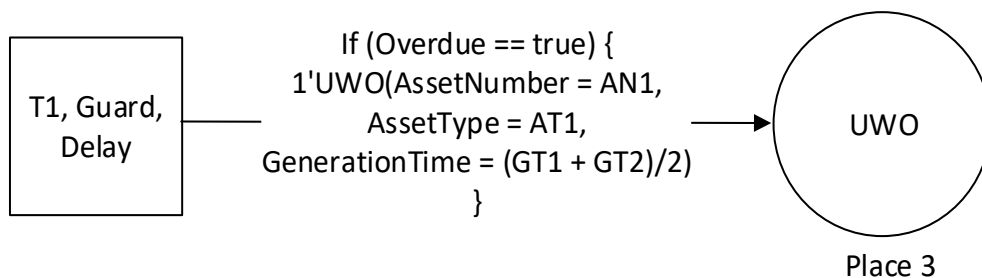 T1, Guard,
Delay
If (Overdue == true) {
1'UWO(AssetNumber = AN1,
AssetType = AT1,
GenerationTime = (GT1 + GT2)/2)
}
UWO
Place 3